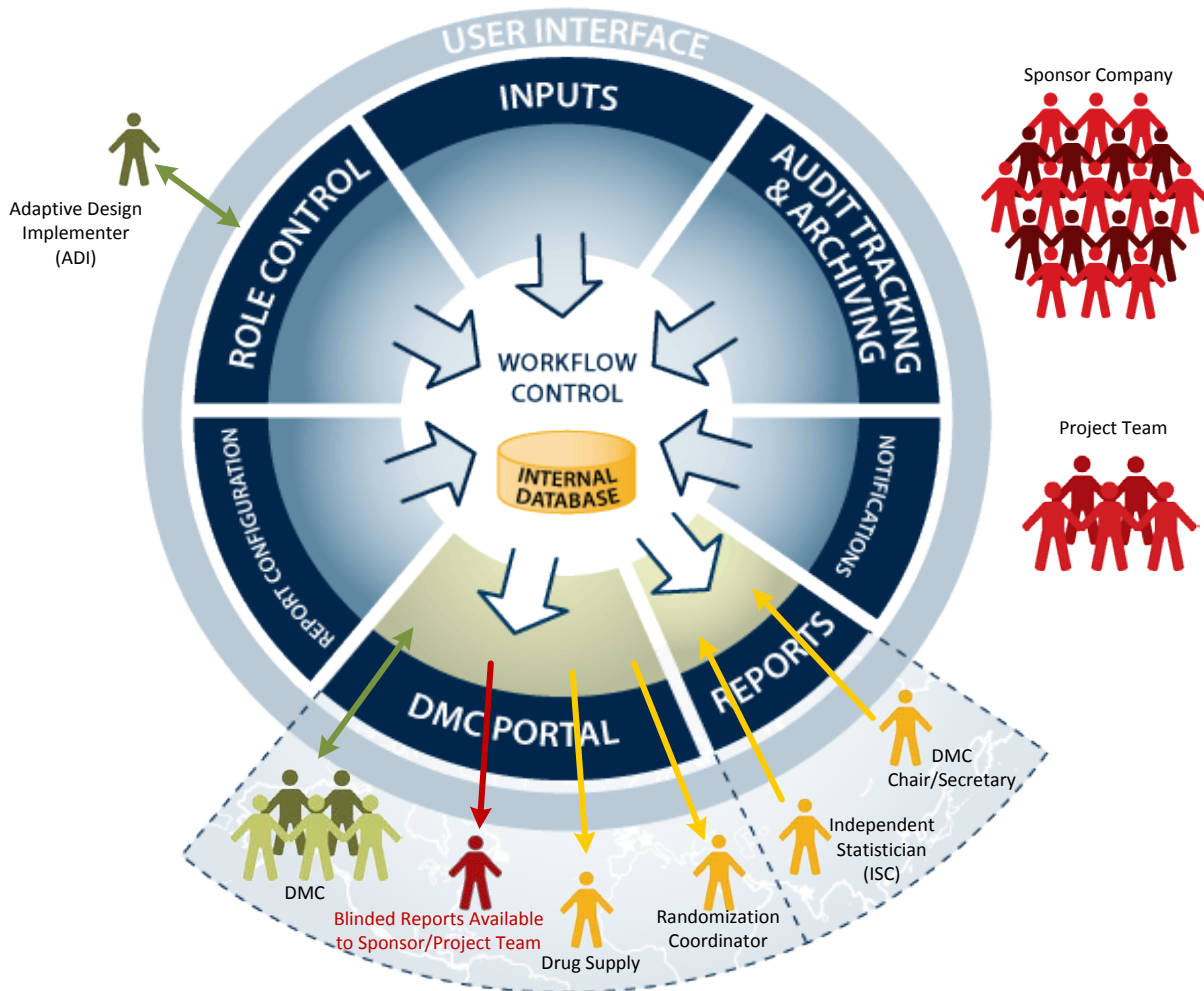 USER INTERFACE
INPUTS
Sponsor Company
AUDIT TRACKING
& ARCHIVING
ROLE CONTROL
Adaptive Design
Implementer
(ADI)
WORKFLOW
CONTROL
INTERNAL
DATABASE
Project Team
NOTIFICATIONS
REPORT CONFIGURATION
REPORTS
DMC PORTAL
DMC
Chair/Secretary
Independent
Statistician
(ISC)
DMC
Blinded Reports Available
to Sponsor/Project Team
Drug Supply
Randomization
Coordinator